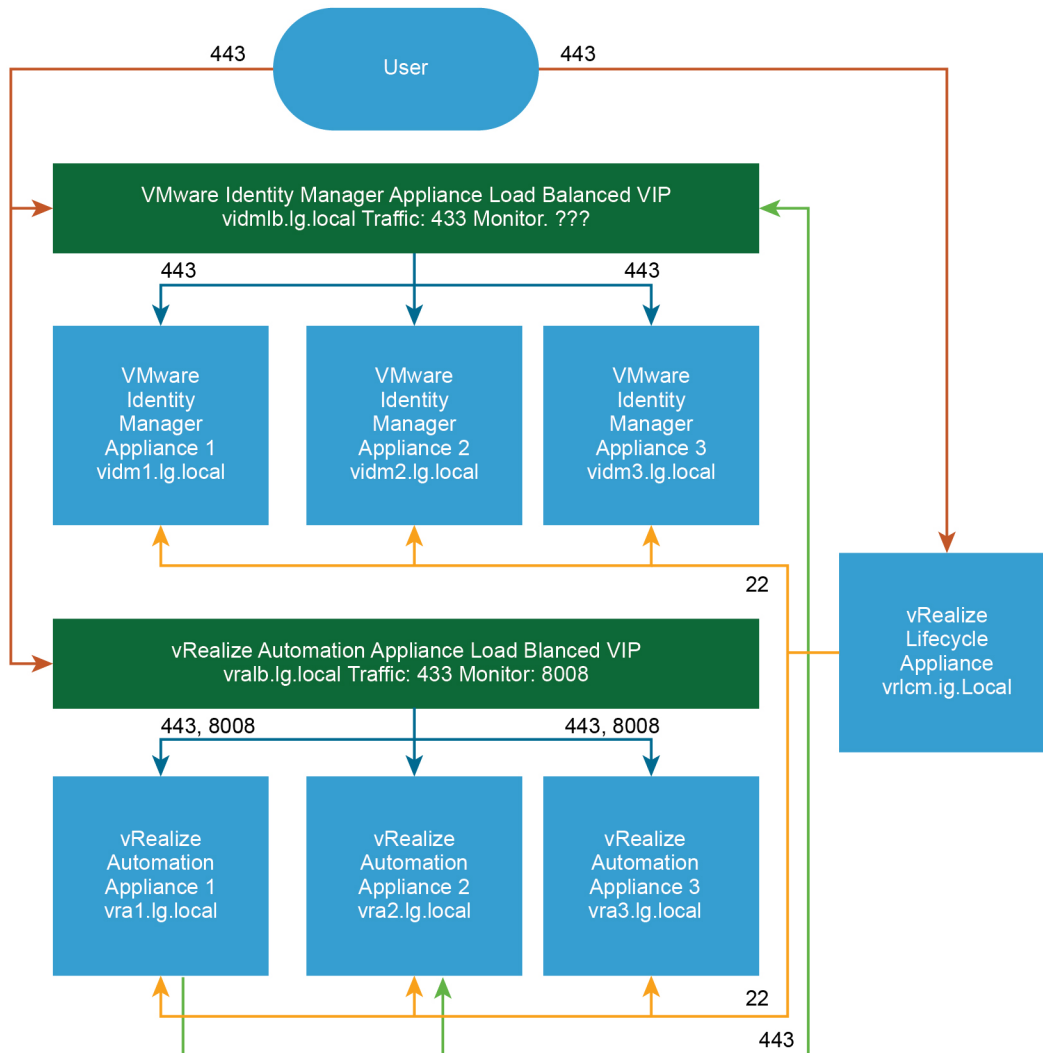 443
User
443
VMware Identity Manager Appliance Load Balanced VIP
vidmlb.lg.local Traffic: 433 Monitor. ???
443
443
VMware
Identity
Manager
Appliance 1
vidm1.lg.local
VMware
Identity
Manager
Appliance 2
vidm2.lg.local
VMware
Identity
Manager
Appliance 3
vidm3.lg.local
22
vRealize
Lifecycle
Appliance
vrlcm.ig.Local
vRealize Automation Appliance Load Blanced VIP
vralb.lg.local Traffic: 433 Monitor: 8008
443, 8008
443, 8008
vRealize
Automation
Appliance 1
vra1.lg.local
vRealize
Automation
Appliance 2
vra2.lg.local
vRealize
Automation
Appliance 3
vra3.lg.local
22
443